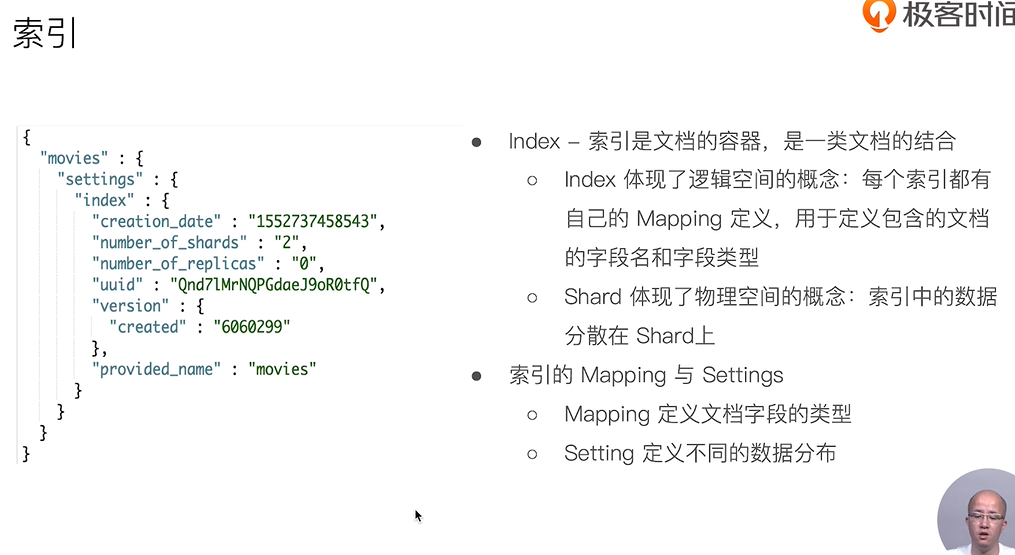 索引
极客时间
{
"movies" : {
"settings" : {
"index" : {
"creation_date" : "1552737458543",
"number_of_shards" : "2",
"number_of_replicas" : "0",
"uuid" : "Qnd7lMrNQPGdaeJ9oR0tfQ",
"version" : {
"created" : "6060299"
},
"provided_name" : "movies"
}
}
}
}
● Index – 索引是文档的容器，是一类文档的结合
○ Index 体现了逻辑空间的概念：每个索引都有
自己的 Mapping 定义，用于定义包含的文档
的字段名和字段类型
○ Shard 体现了物理空间的概念：索引中的数据
分散在 Shard上
● 索引的 Mapping 与 Settings
○ Mapping 定义文档字段的类型
○ Setting 定义不同的数据分布